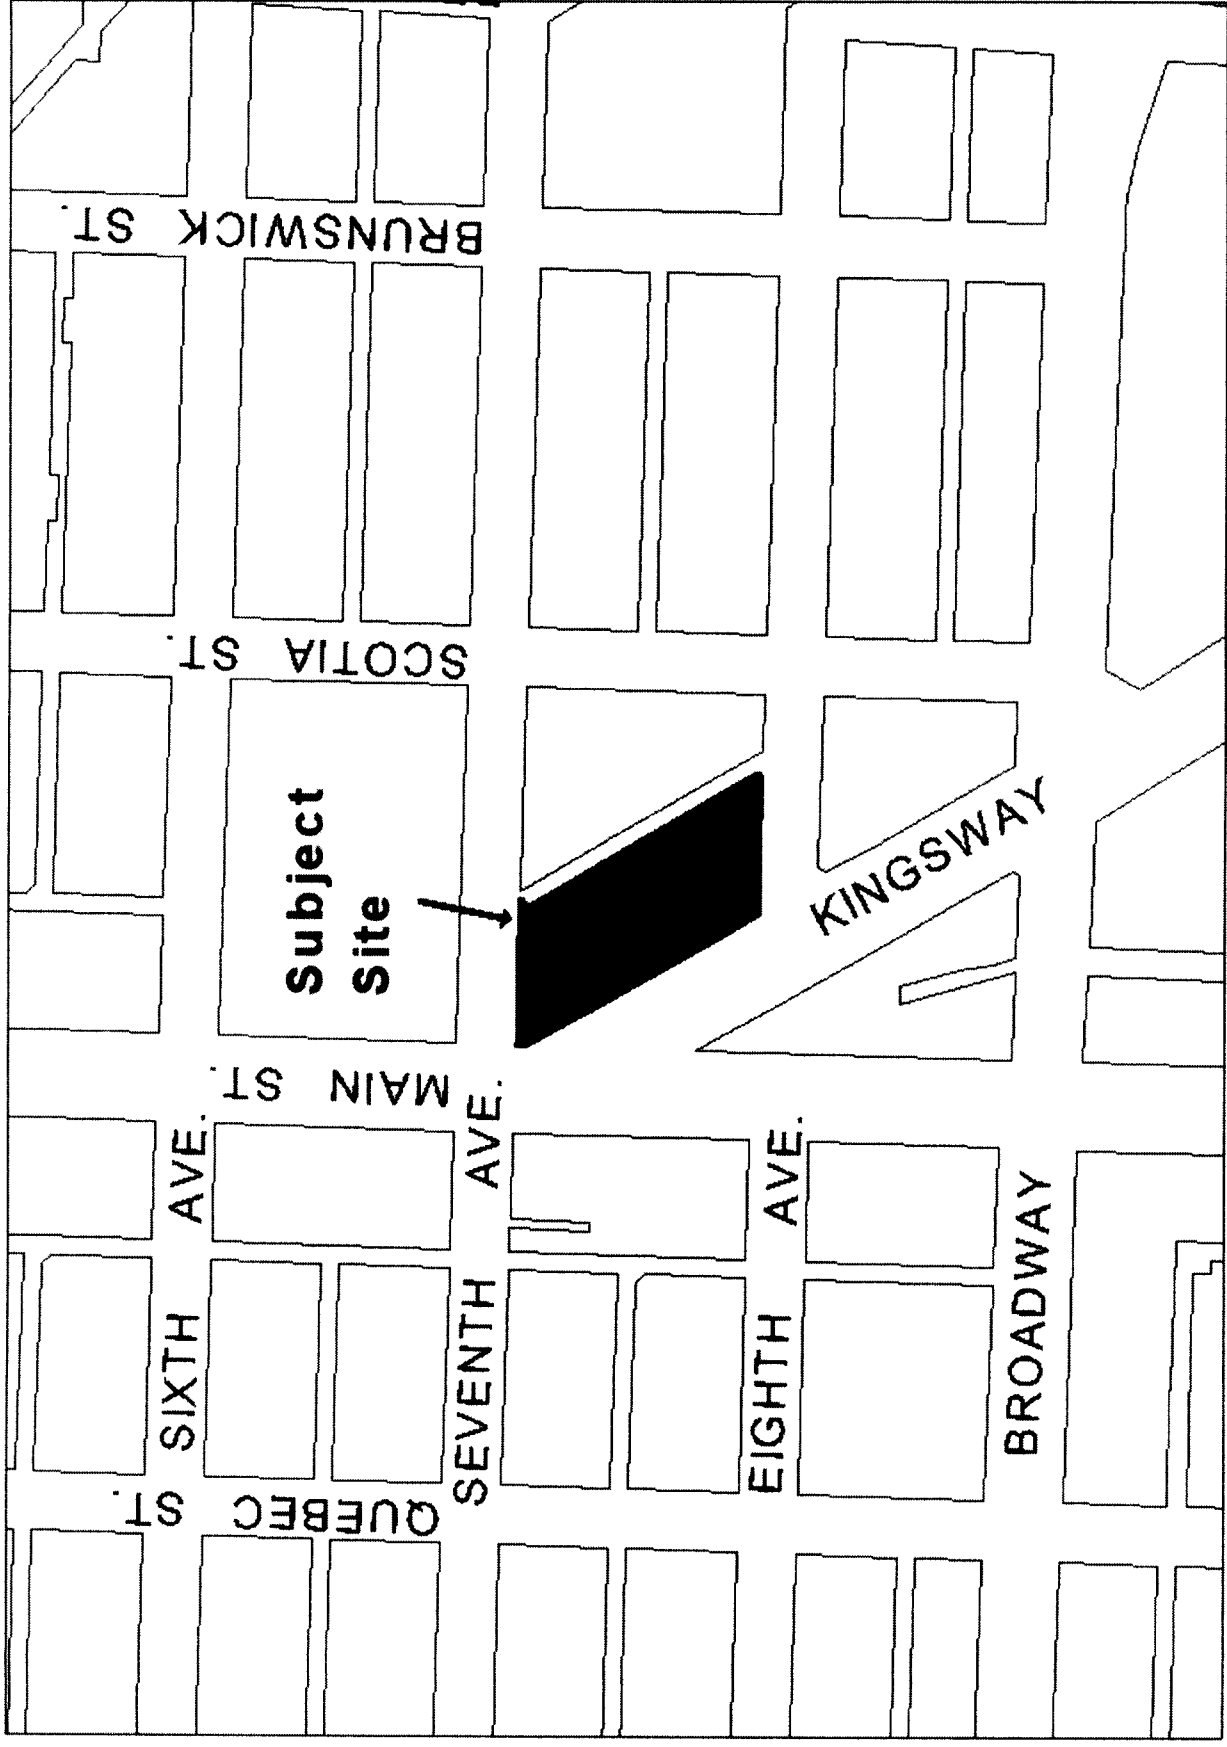 BRUNSWICK ST.
SCOTIA ST.
Subject
Site
KINGSWAY
MAIN ST.
SIXTH AVE.
SEVENTH AVE.
EIGHTH AVE.
BROADWAY
QUEBEC ST.